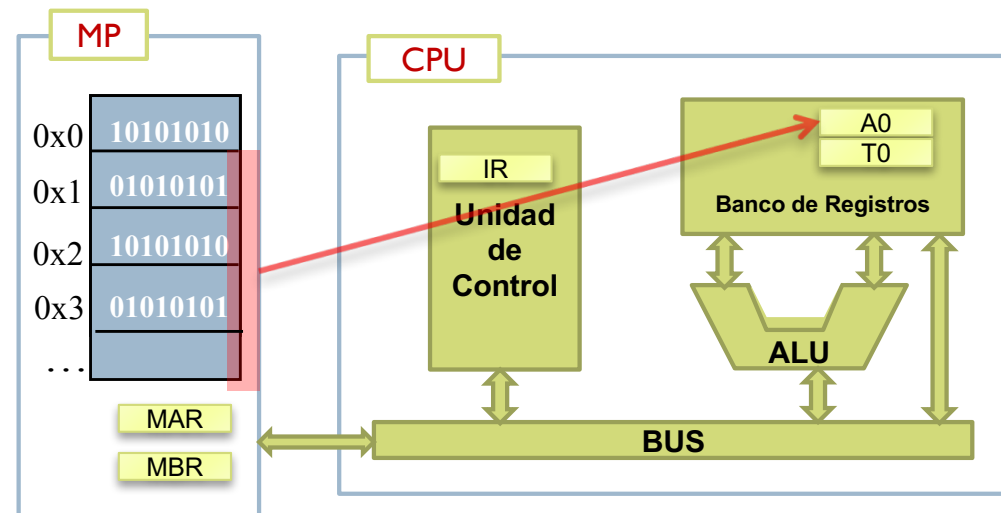 MP
CPU
0x0 10101010
0x1 01010101
0x2 10101010
0x3 01010101
…
MAR
MBR
IR
Unidad
de
Control
A0
T0
Banco de Registros
ALU
BUS